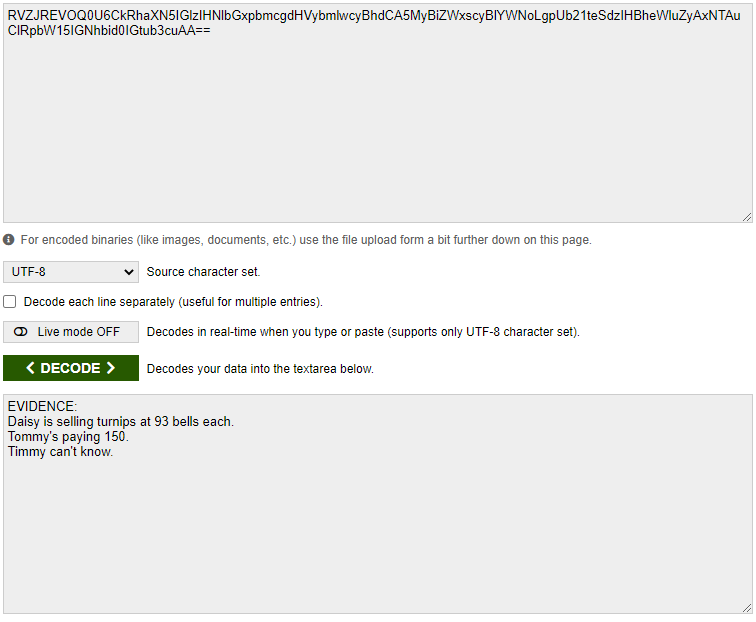 RVZJREVOQ0U6CkRhaXN5IGlzIHNlbGxpbmcgdHVybmlwcyBhdCA5MyBiZWxscyBlYWNoLgpUb21teSdzIHBheWluZyAxNTAu
ClRpbW15IGNhbid0IGtub3cuAA==
For encoded binaries (like images, documents, etc.) use the file upload form a bit further down on this page.
UTF-8 Source character set.
Decode each line separately (useful for multiple entries).
Live mode OFF Decodes in real-time when you type or paste (supports only UTF-8 character set).
< DECODE > Decodes your data into the textarea below.
EVIDENCE:
Daisy is selling turnips at 93 bells each.
Tommy's paying 150.
Timmy can't know.